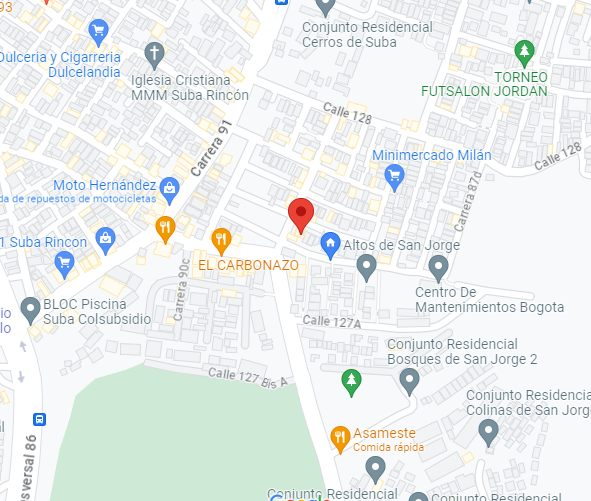 93
Conjunto Residencial
Cerros de Suba
Dulceria y Cigarreria
Dulcelandia
Iglesia Cristiana
MMM Suba Rincón
TORNEO
FUTSALON JORDAN
Calle 128
Carrera 91
Minimercado Milán
Calle 128
Moto Hernández
da de repuestos de motocicletas
Carrera 87d
1 Suba Rincon
EL CARBONAZO
Altos de San Jorge
Carrera 90c
Centro De
Mantenimientos Bogota
BLOC Piscina
Suba Colsubsidio
Calle 127A
Conjunto Residencial
Bosques de San Jorge 2
Calle 127 Bis A
Conjunto Residencia
Colinas de San Jorg
Asameste
Comida rápida
sversal 86
Conjunto Residencial
Conjunto Residencial